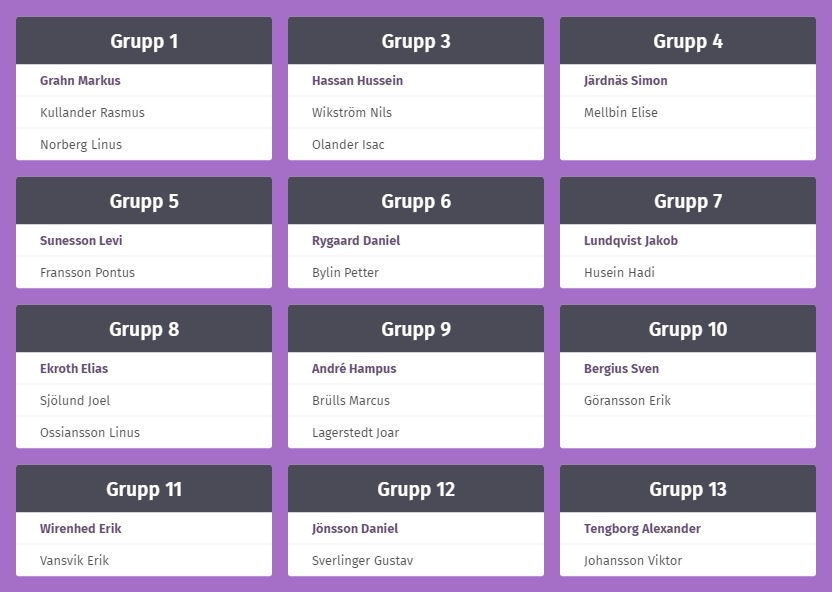 Grupp 1
Grahn Markus
Kullander Rasmus
Norberg Linus
Grupp 3
Hassan Hussein
Wikström Nils
Olander Isac
Grupp 4
Järdnäs Simon
Mellbin Elise
Grupp 5
Sunesson Levi
Fransson Pontus
Grupp 6
Rygaard Daniel
Bylin Petter
Grupp 7
Lundqvist Jakob
Husein Hadi
Grupp 8
Ekroth Elias
Sjölund Joel
Ossiansson Linus
Grupp 9
André Hampus
Brülls Marcus
Lagerstedt Joar
Grupp 10
Bergius Sven
Göransson Erik
Grupp 11
Wirenhed Erik
Vansvik Erik
Grupp 12
Jönsson Daniel
Sverlinger Gustav
Grupp 13
Tengborg Alexander
Johansson Viktor